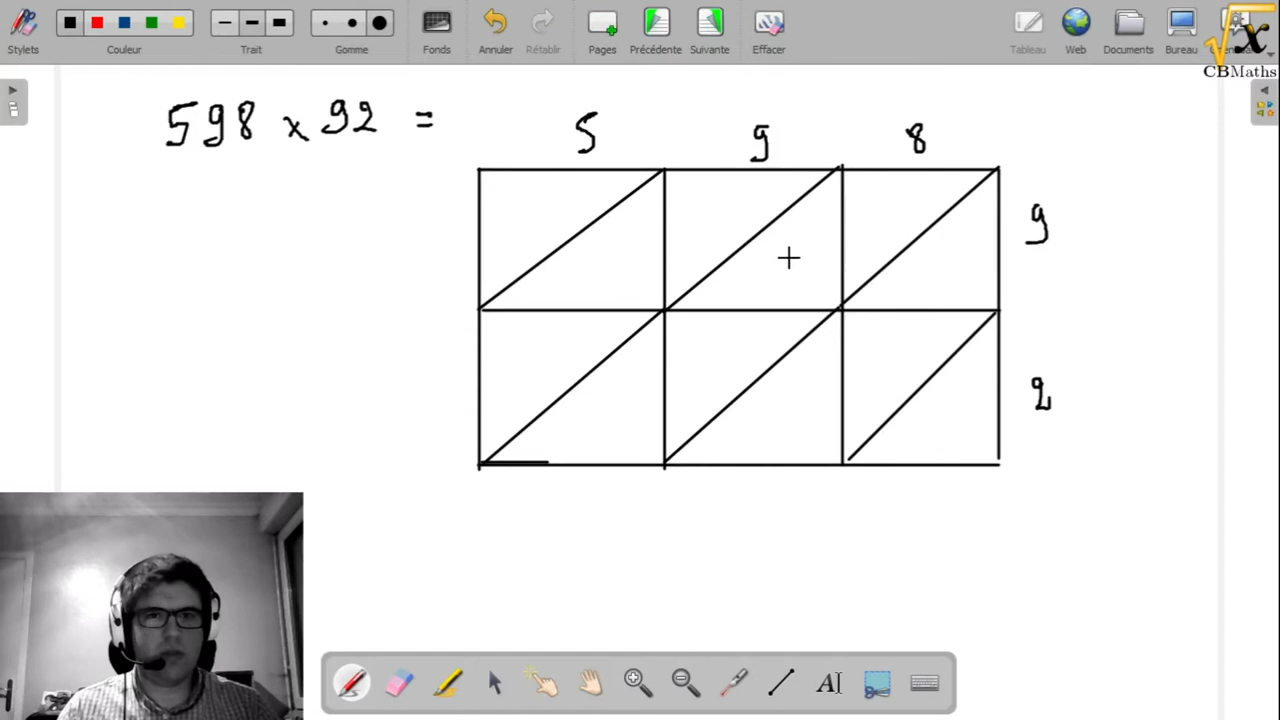 Stylets
Couleur
Trait
Gomme
Fonds
Annuler
Rétablir
Pages
Précédente
Suivante
Effacer
Tableau
Web
Documents
Bureau
√x
CBMaths
598 x 92 =
5 9 8
9
2